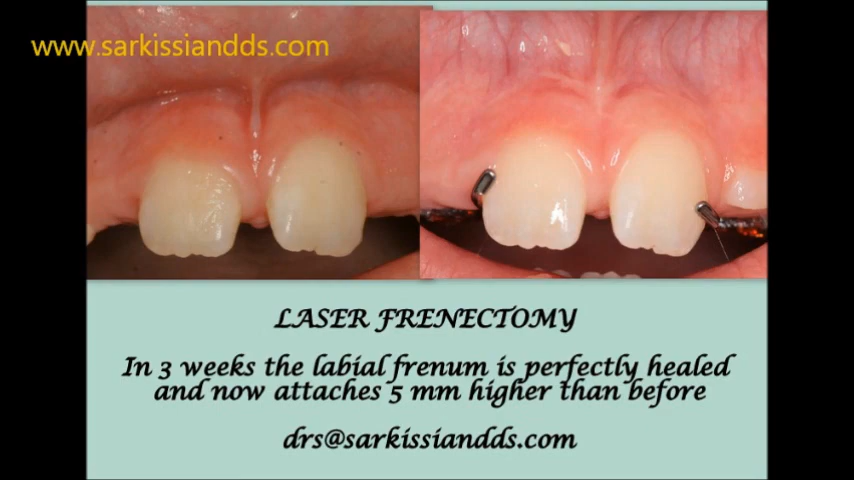 www.sarkissiandds.com
LASER FRENECTOMY
In 3 weeks the labial frenum is perfectly healed
and now attaches 5 mm higher than before
drs@sarkissiandds.com